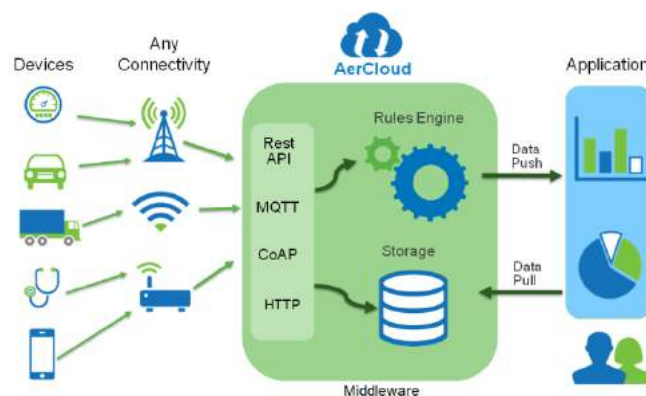 Devices
Any
Connectivity
AerCloud
Application
Rest
API
MQTT
CoAP
HTTP
Rules Engine
Storage
Data
Push
Data
Pull
Middleware